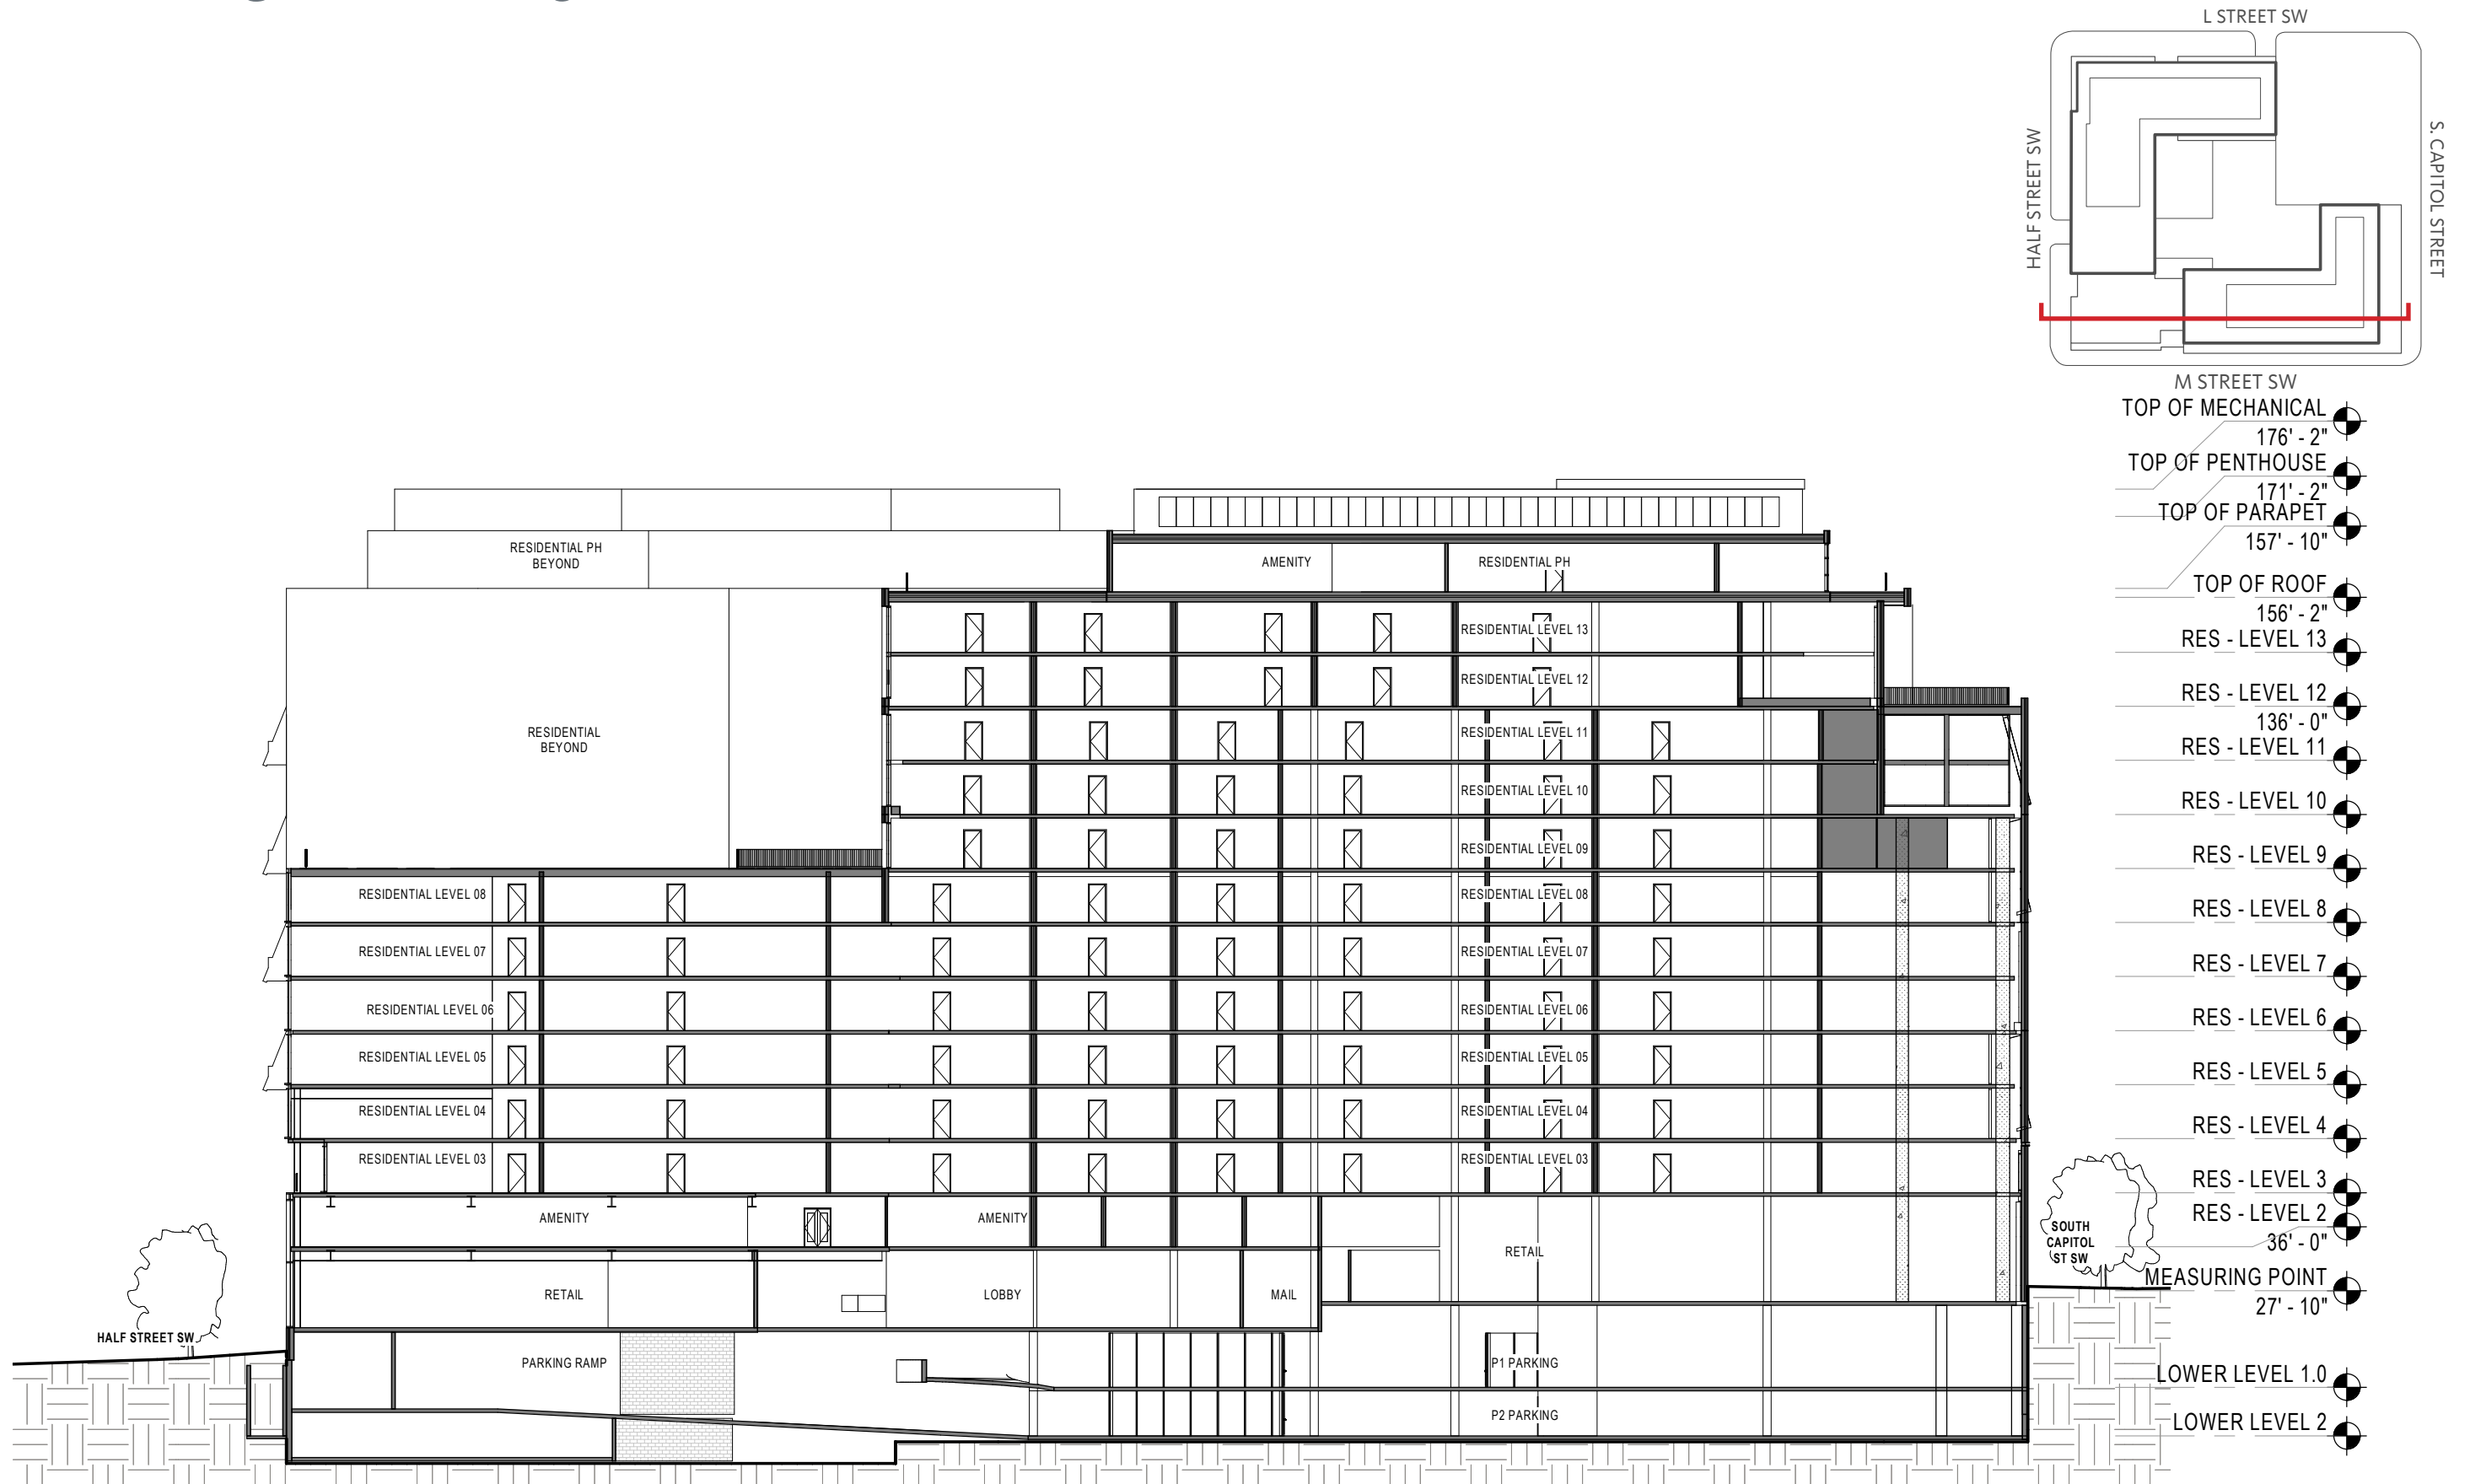 L STREET SW
HALF STREET SW
S. CAPITOL STREET
M STREET SW
TOP OF MECHANICAL
176' - 2"
TOP OF PENTHOUSE
171' - 2"
TOP OF PARAPET
157' - 10"
TOP OF ROOF
156' - 2"
RES - LEVEL 13
RES - LEVEL 12
136' - 0"
RES - LEVEL 11
RES - LEVEL 10
RES - LEVEL 9
RES - LEVEL 8
RES - LEVEL 7
RES - LEVEL 6
RES - LEVEL 5
RES - LEVEL 4
RES - LEVEL 3
RES - LEVEL 2
36' - 0"
MEASURING POINT
27' - 10"
LOWER LEVEL 1.0
LOWER LEVEL 2
RESIDENTIAL PH
BEYOND
AMENITY
RESIDENTIAL PH
RESIDENTIAL LEVEL 13
RESIDENTIAL LEVEL 12
RESIDENTIAL
BEYOND
RESIDENTIAL LEVEL 11
RESIDENTIAL LEVEL 10
RESIDENTIAL LEVEL 09
RESIDENTIAL LEVEL 08
RESIDENTIAL LEVEL 08
RESIDENTIAL LEVEL 07
RESIDENTIAL LEVEL 07
RESIDENTIAL LEVEL 06
RESIDENTIAL LEVEL 06
RESIDENTIAL LEVEL 05
RESIDENTIAL LEVEL 05
RESIDENTIAL LEVEL 04
RESIDENTIAL LEVEL 04
RESIDENTIAL LEVEL 03
RESIDENTIAL LEVEL 03
AMENITY
AMENITY
RETAIL
SOUTH
CAPITOL
ST SW
RETAIL
LOBBY
MAIL
HALF STREET SW
PARKING RAMP
P1 PARKING
P2 PARKING